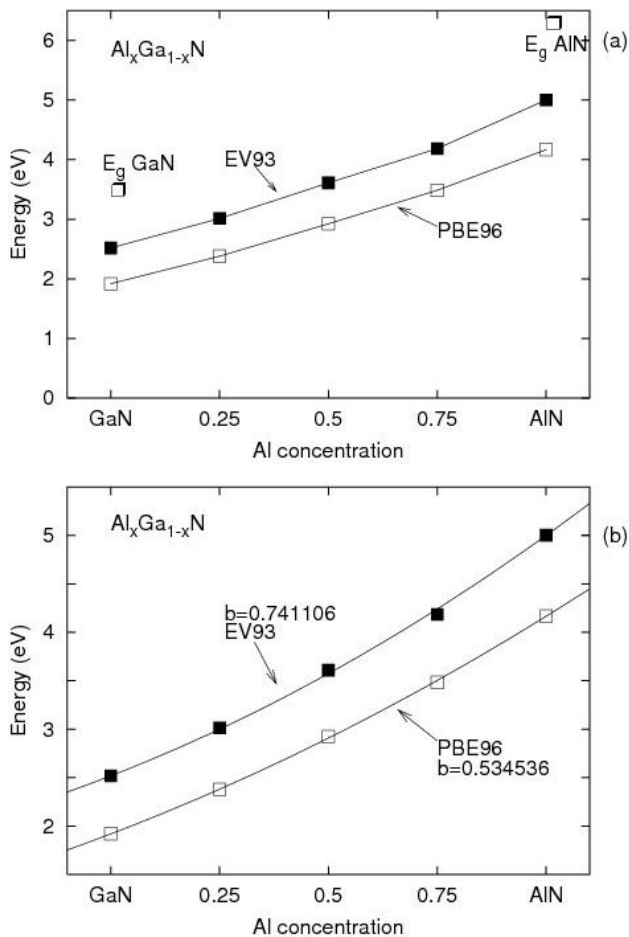 6
5
4
3
2
1
0
Energy (eV)
AlₓGa₁₋ₓN
E_g AlN
(a)
E_g GaN
EV93
PBE96
GaN 0.25 0.5 0.75 AlN
Al concentration
5
4
3
2
Energy (eV)
AlₓGa₁₋ₓN
(b)
b=0.741106
EV93
PBE96
b=0.534536
GaN 0.25 0.5 0.75 AlN
Al concentration